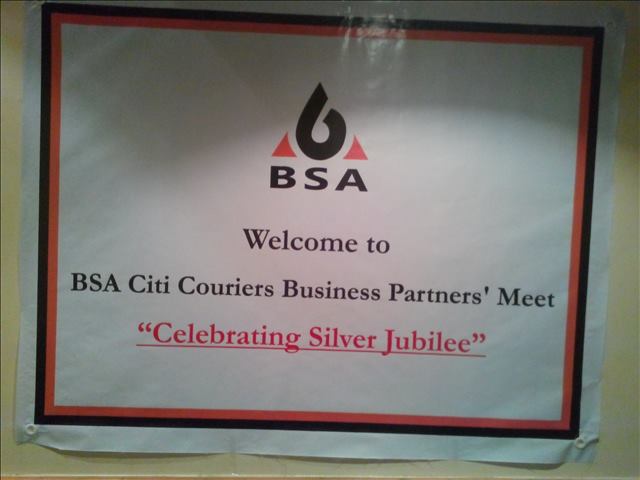 BSA
Welcome to
BSA Citi Couriers Business Partners' Meet
“Celebrating Silver Jubilee”